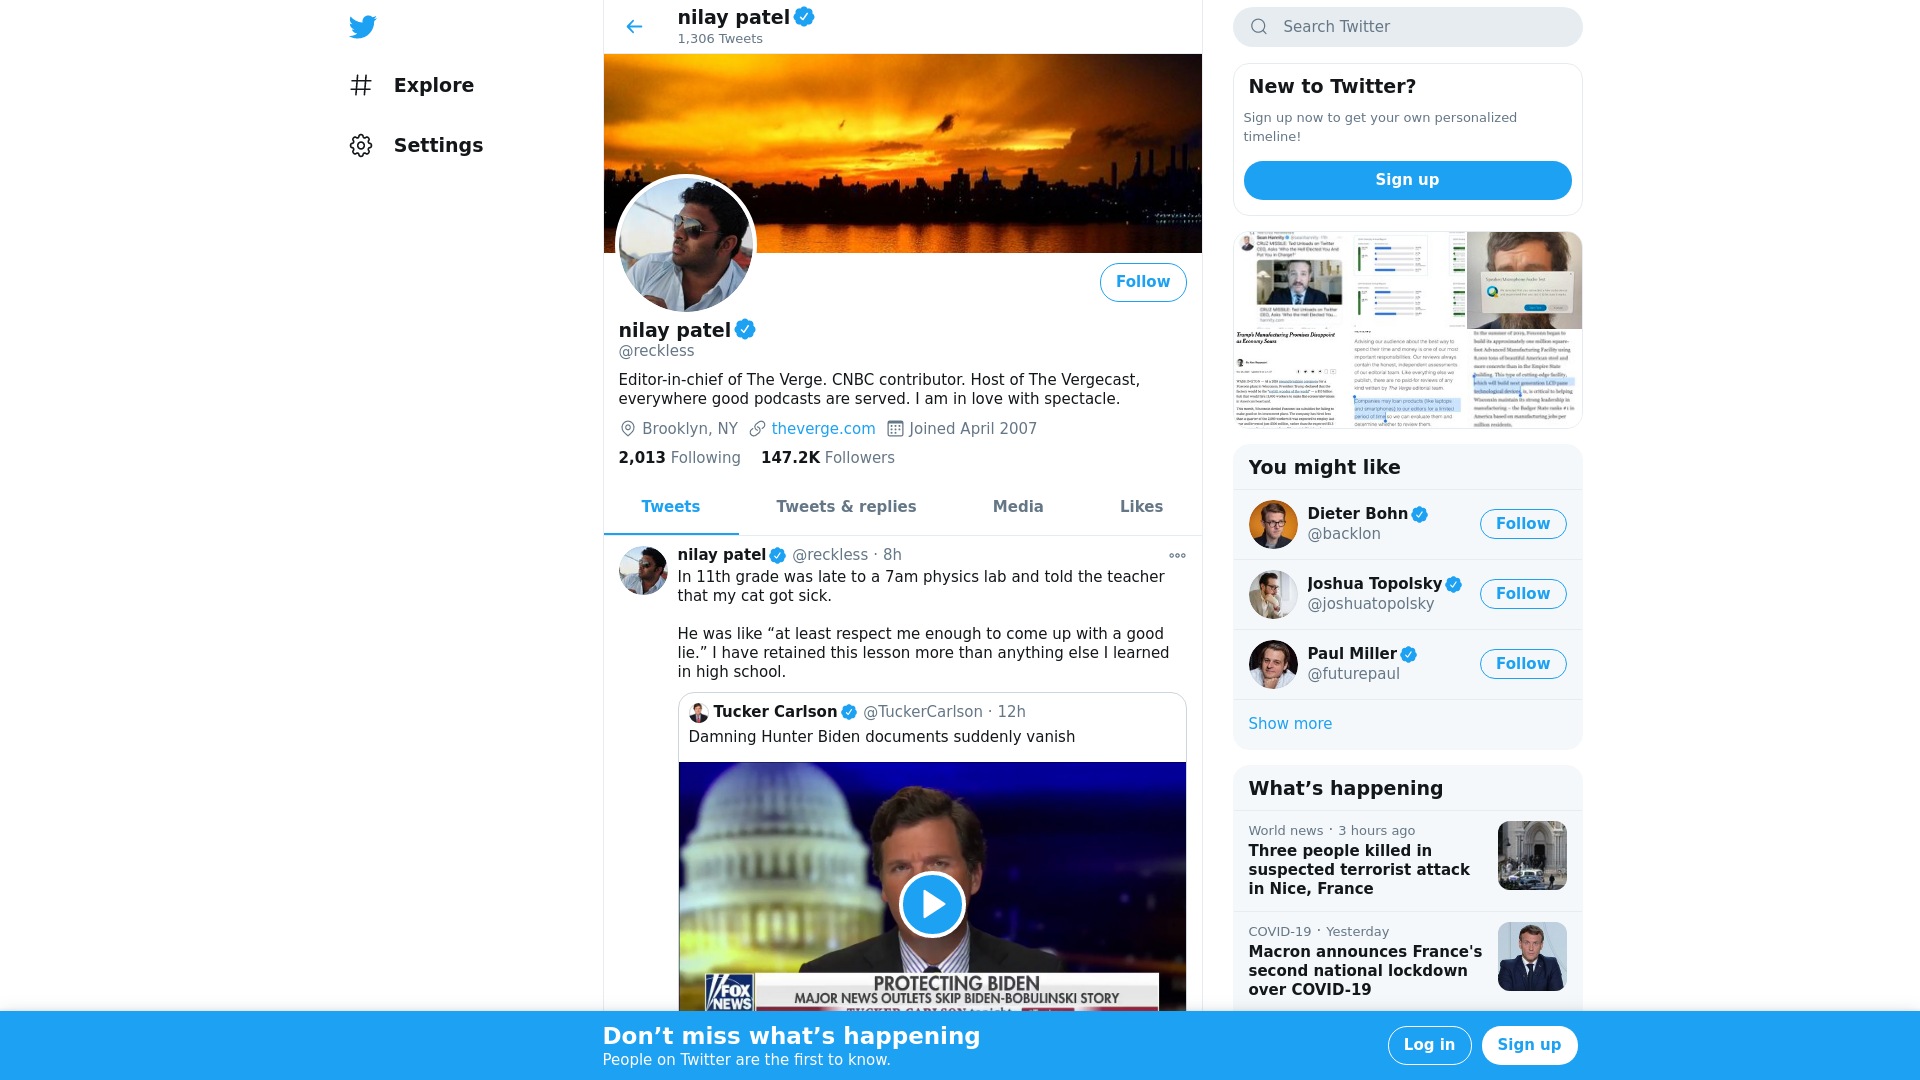 nilay patel
1,306 Tweets
Explore
Settings
Follow
nilay patel
@reckless
Editor-in-chief of The Verge. CNBC contributor. Host of The Vergecast,
everywhere good podcasts are served. I am in love with spectacle.
Brooklyn, NY theverge.com Joined April 2007
2,013 Following 147.2K Followers
Tweets Tweets & replies Media Likes
nilay patel @reckless · 8h
In 11th grade was late to a 7am physics lab and told the teacher
that my cat got sick.
He was like “at least respect me enough to come up with a good
lie.” I have retained this lesson more than anything else I learned
in high school.
Tucker Carlson @TuckerCarlson · 12h
Damning Hunter Biden documents suddenly vanish
FOX
NEWS
PROTECTING BIDEN
MAJOR NEWS OUTLETS SKIP BIDEN-BOBULINSKI STORY
Search Twitter
New to Twitter?
Sign up now to get your own personalized
timeline!
Sign up
Trump's Manufacturing Promises Disappoint
as Economy Soars
You might like
Dieter Bohn
@backlon
Follow
Joshua Topolsky
@joshuatopolsky
Follow
Paul Miller
@futurepaul
Follow
Show more
What’s happening
World news · 3 hours ago
Three people killed in
suspected terrorist attack
in Nice, France
COVID-19 · Yesterday
Macron announces France's
second national lockdown
over COVID-19
Don’t miss what’s happening
People on Twitter are the first to know.
Log in
Sign up